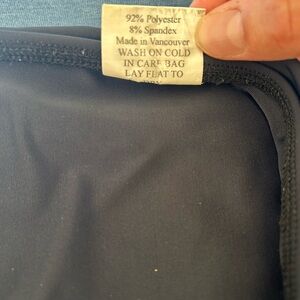 92% Polyester
8% Spandex
Made in Vancouver
WASH ON COLD
IN CARE BAG
LAY FLAT TO